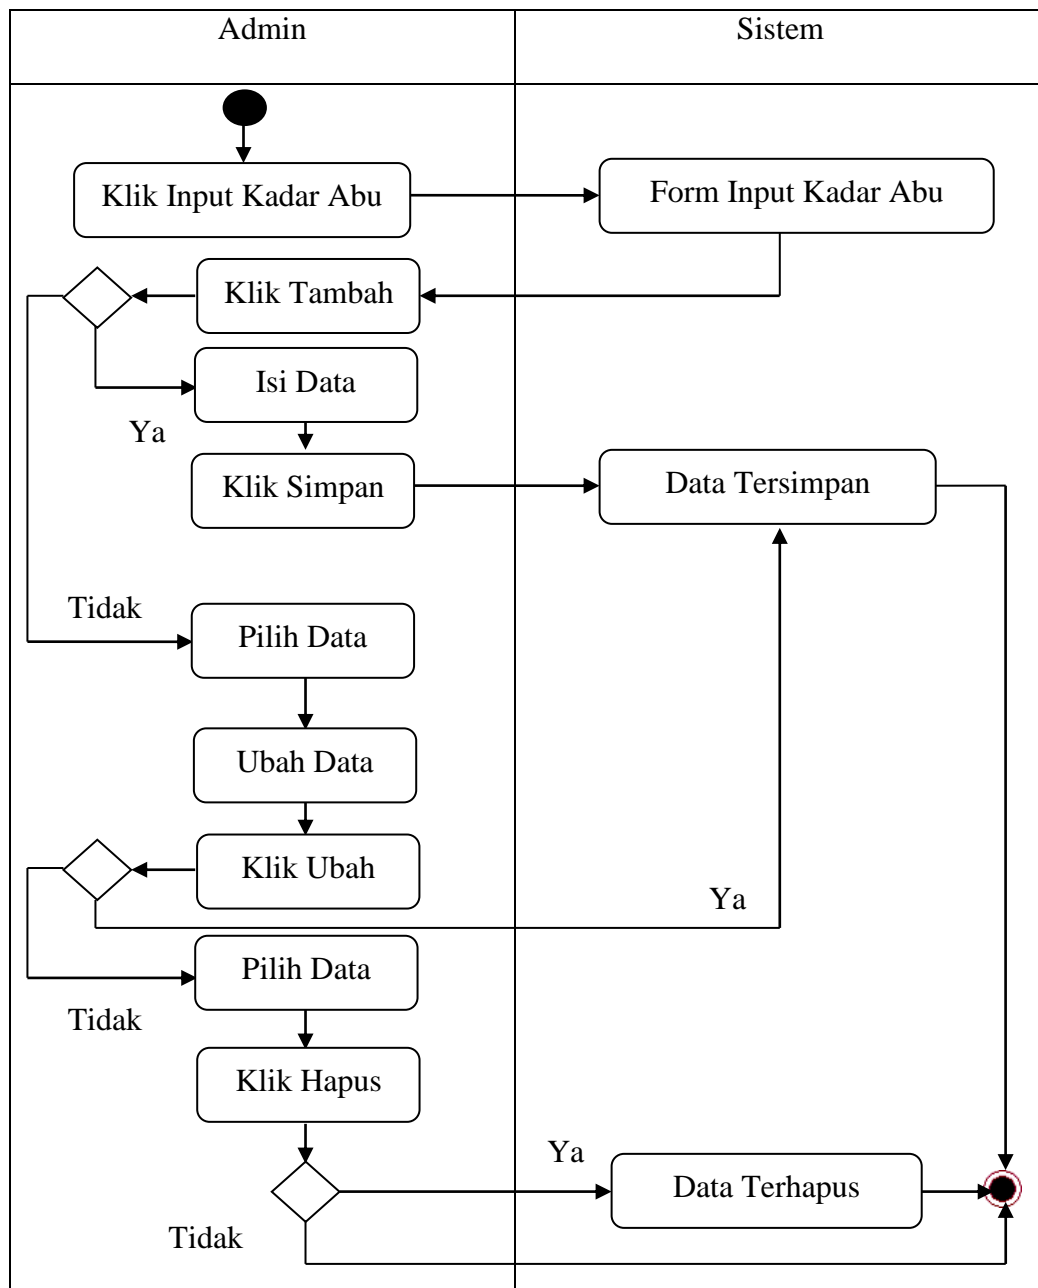 Admin
Sistem
Klik Input Kadar Abu
Form Input Kadar Abu
Klik Tambah
Isi Data
Ya
Klik Simpan
Data Tersimpan
Tidak
Pilih Data
Ubah Data
Klik Ubah
Ya
Pilih Data
Tidak
Klik Hapus
Ya
Data Terhapus
Tidak